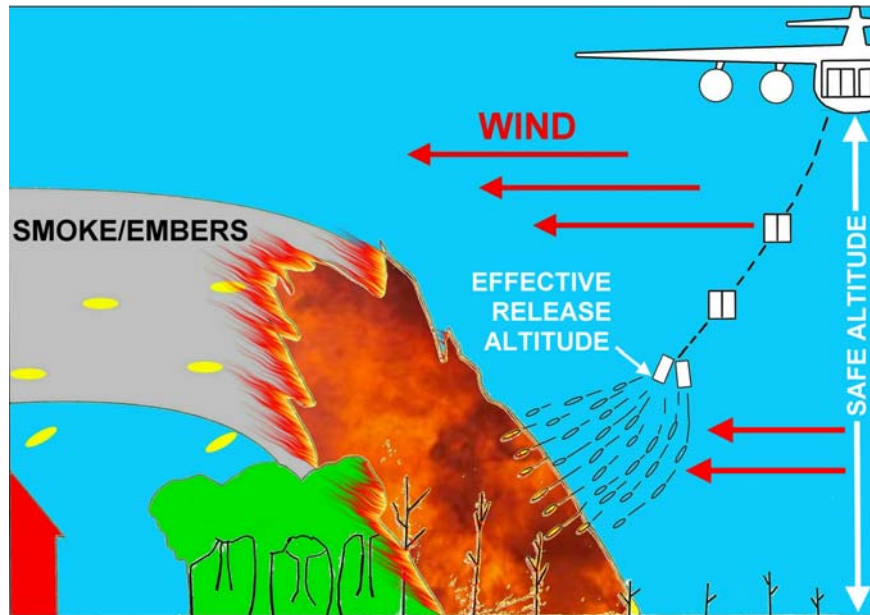 WIND
SMOKE/EMBERS
EFFECTIVE
RELEASE
ALTITUDE
SAFE ALTITUDE